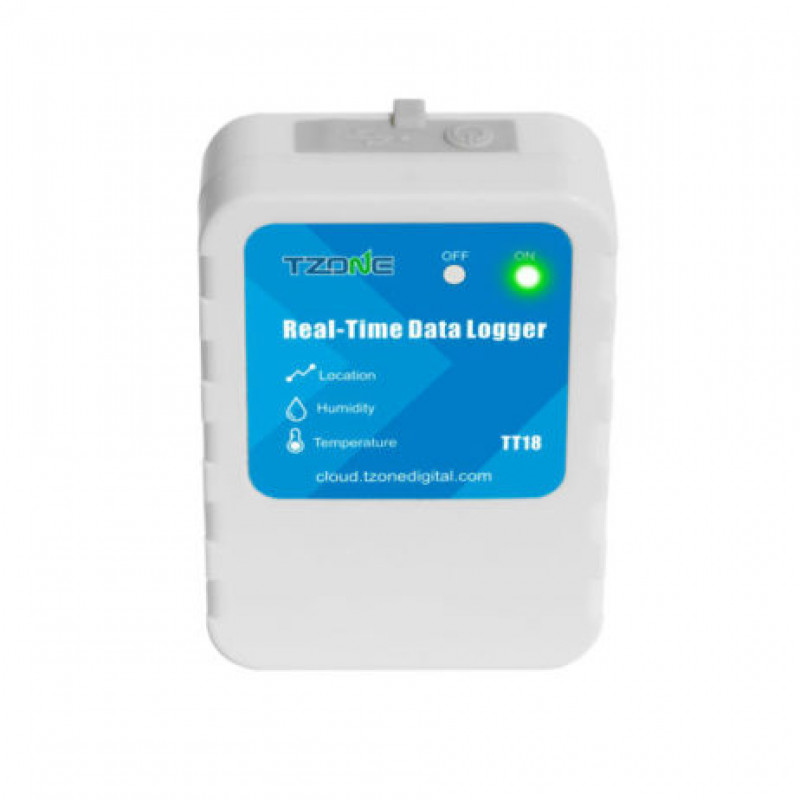 TZONE
OFF
ON
Real-Time Data Logger
Location
Humidity
Temperature
TT18
cloud.tzonedigital.com